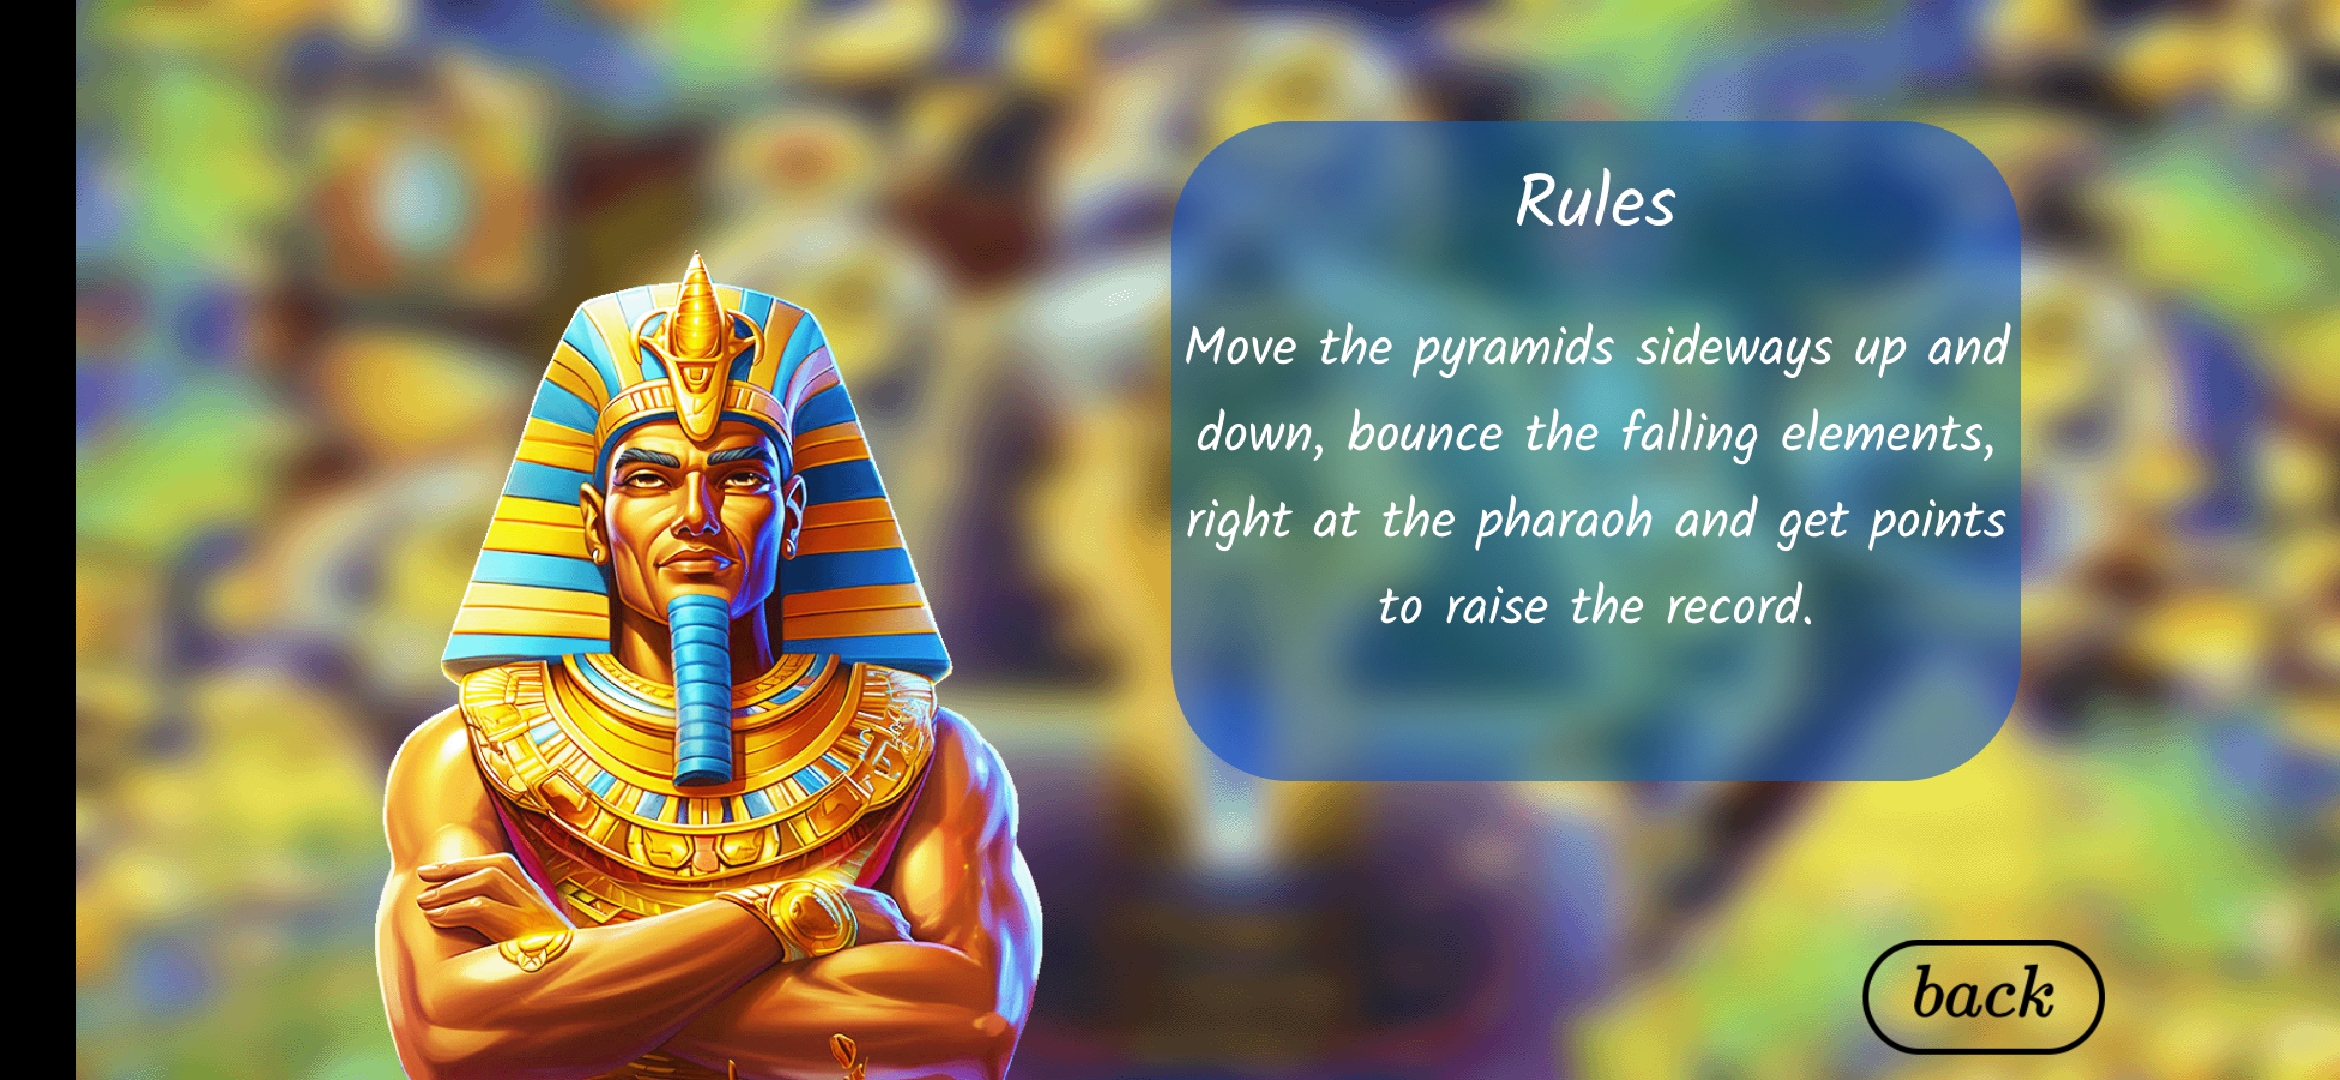 Rules
Move the pyramids sideways up and
down, bounce the falling elements,
right at the pharaoh and get points
to raise the record.
back